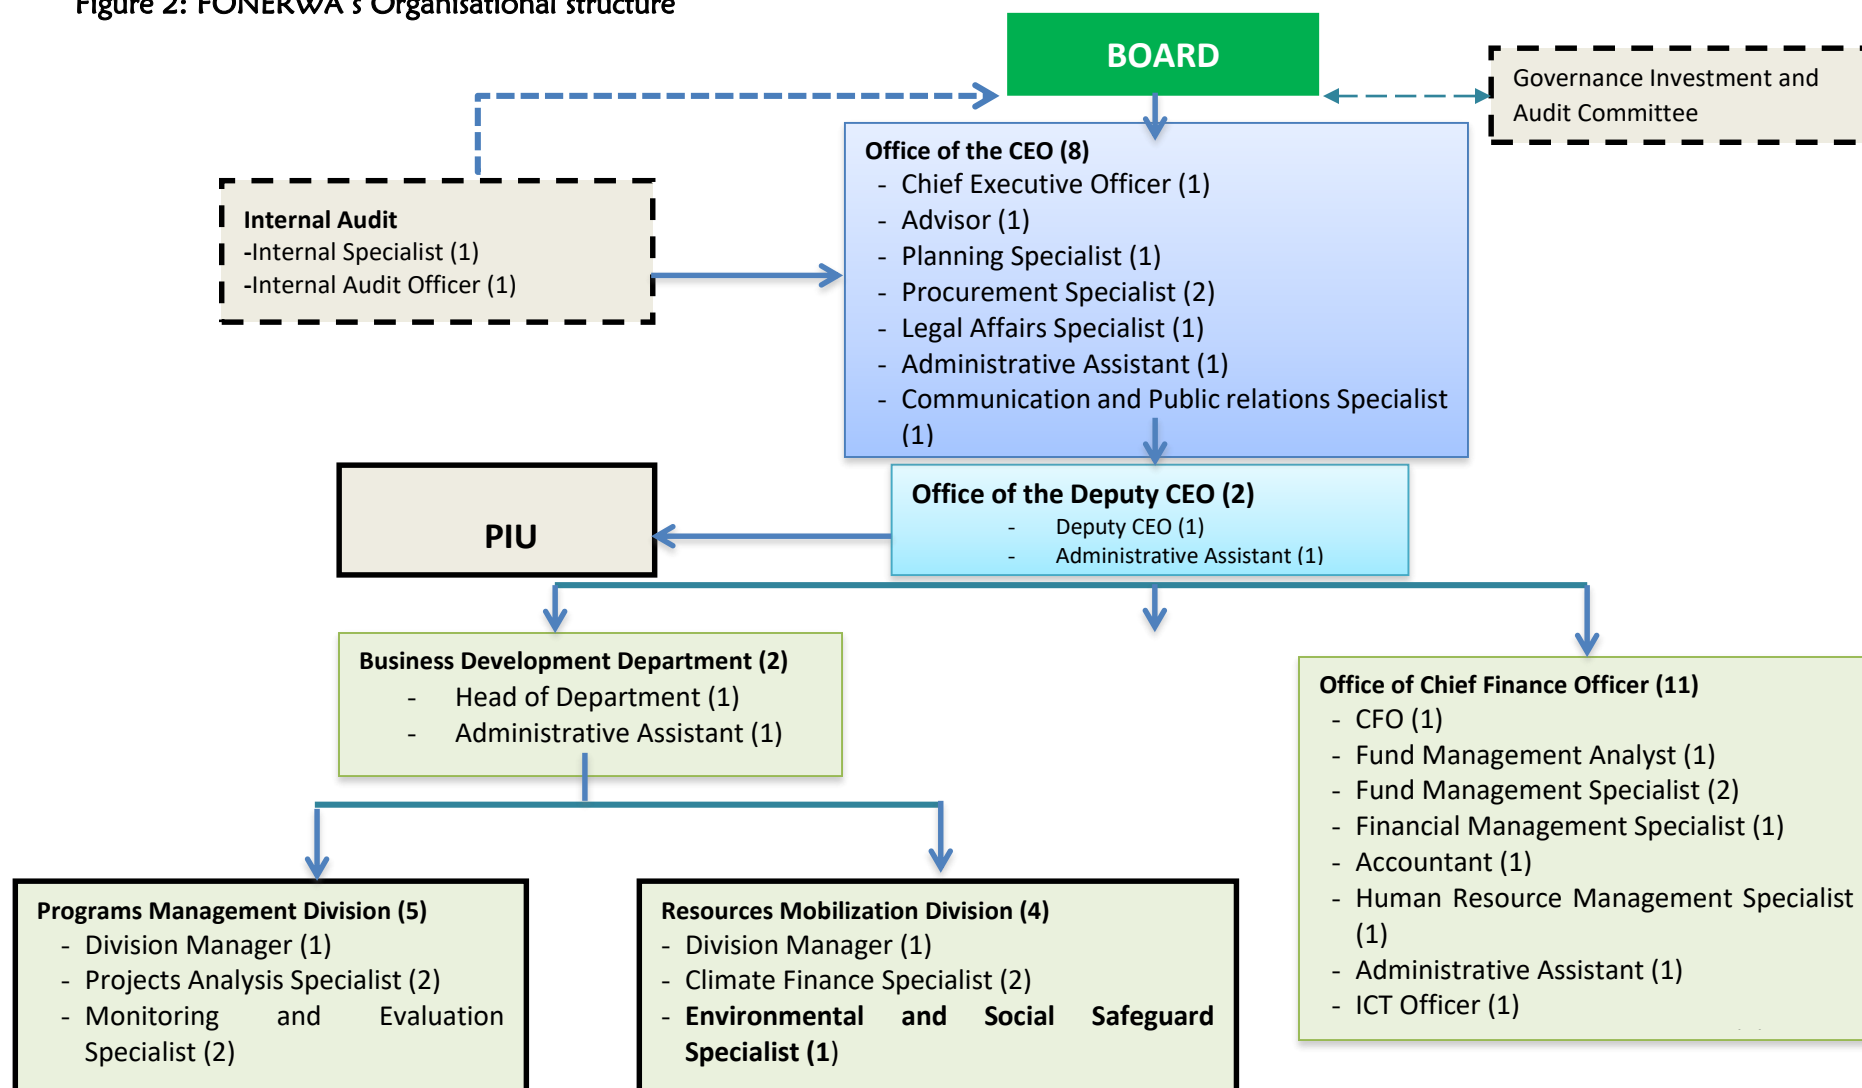 Figure 2: FONERWA's Organisational structure
BOARD
Governance Investment and
Audit Committee
Office of the CEO (8)
- Chief Executive Officer (1)
- Advisor (1)
- Planning Specialist (1)
- Procurement Specialist (2)
- Legal Affairs Specialist (1)
- Administrative Assistant (1)
- Communication and Public relations Specialist
(1)
Internal Audit
-Internal Specialist (1)
-Internal Audit Officer (1)
PIU
Office of the Deputy CEO (2)
- Deputy CEO (1)
- Administrative Assistant (1)
Business Development Department (2)
- Head of Department (1)
- Administrative Assistant (1)
Office of Chief Finance Officer (11)
- CFO (1)
- Fund Management Analyst (1)
- Fund Management Specialist (2)
- Financial Management Specialist (1)
- Accountant (1)
- Human Resource Management Specialist
(1)
- Administrative Assistant (1)
- ICT Officer (1)
Programs Management Division (5)
- Division Manager (1)
- Projects Analysis Specialist (2)
- Monitoring and Evaluation
Specialist (2)
Resources Mobilization Division (4)
- Division Manager (1)
- Climate Finance Specialist (2)
- Environmental and Social Safeguard
Specialist (1)